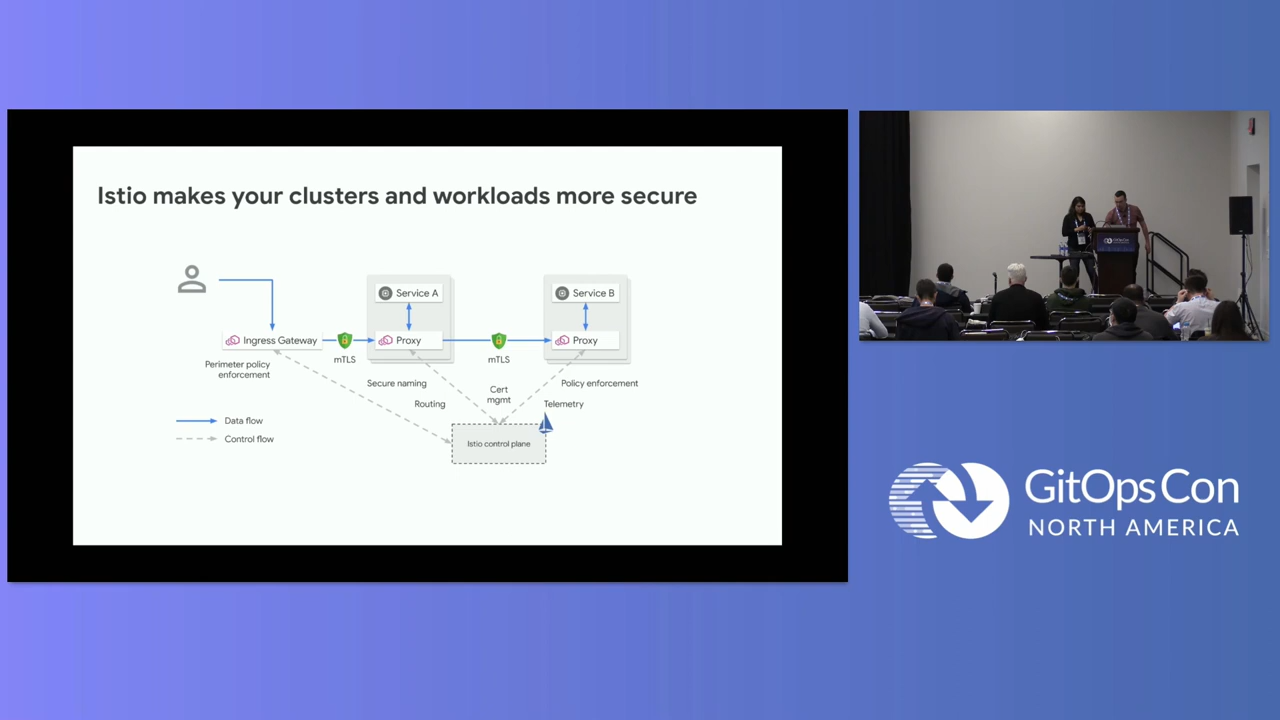 Istio makes your clusters and workloads more secure
Service A
Service B
Ingress Gateway
Proxy
Proxy
mTLS
mTLS
Perimeter policy
enforcement
Secure naming
Cert
mgmt
Policy enforcement
Routing
Telemetry
Data flow
Control flow
Istio control plane
GitOpsCon
NORTH AMERICA